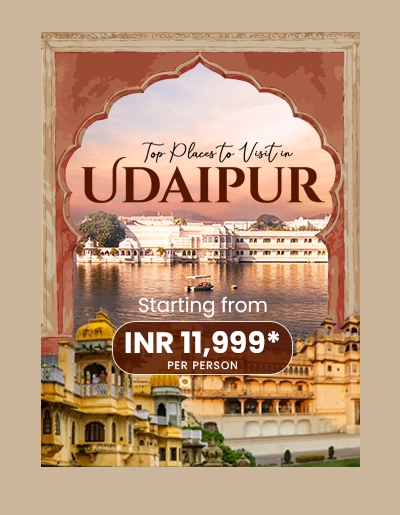 Top Places to Visit in
UDAIPUR
Starting from
INR 11,999*
PER PERSON